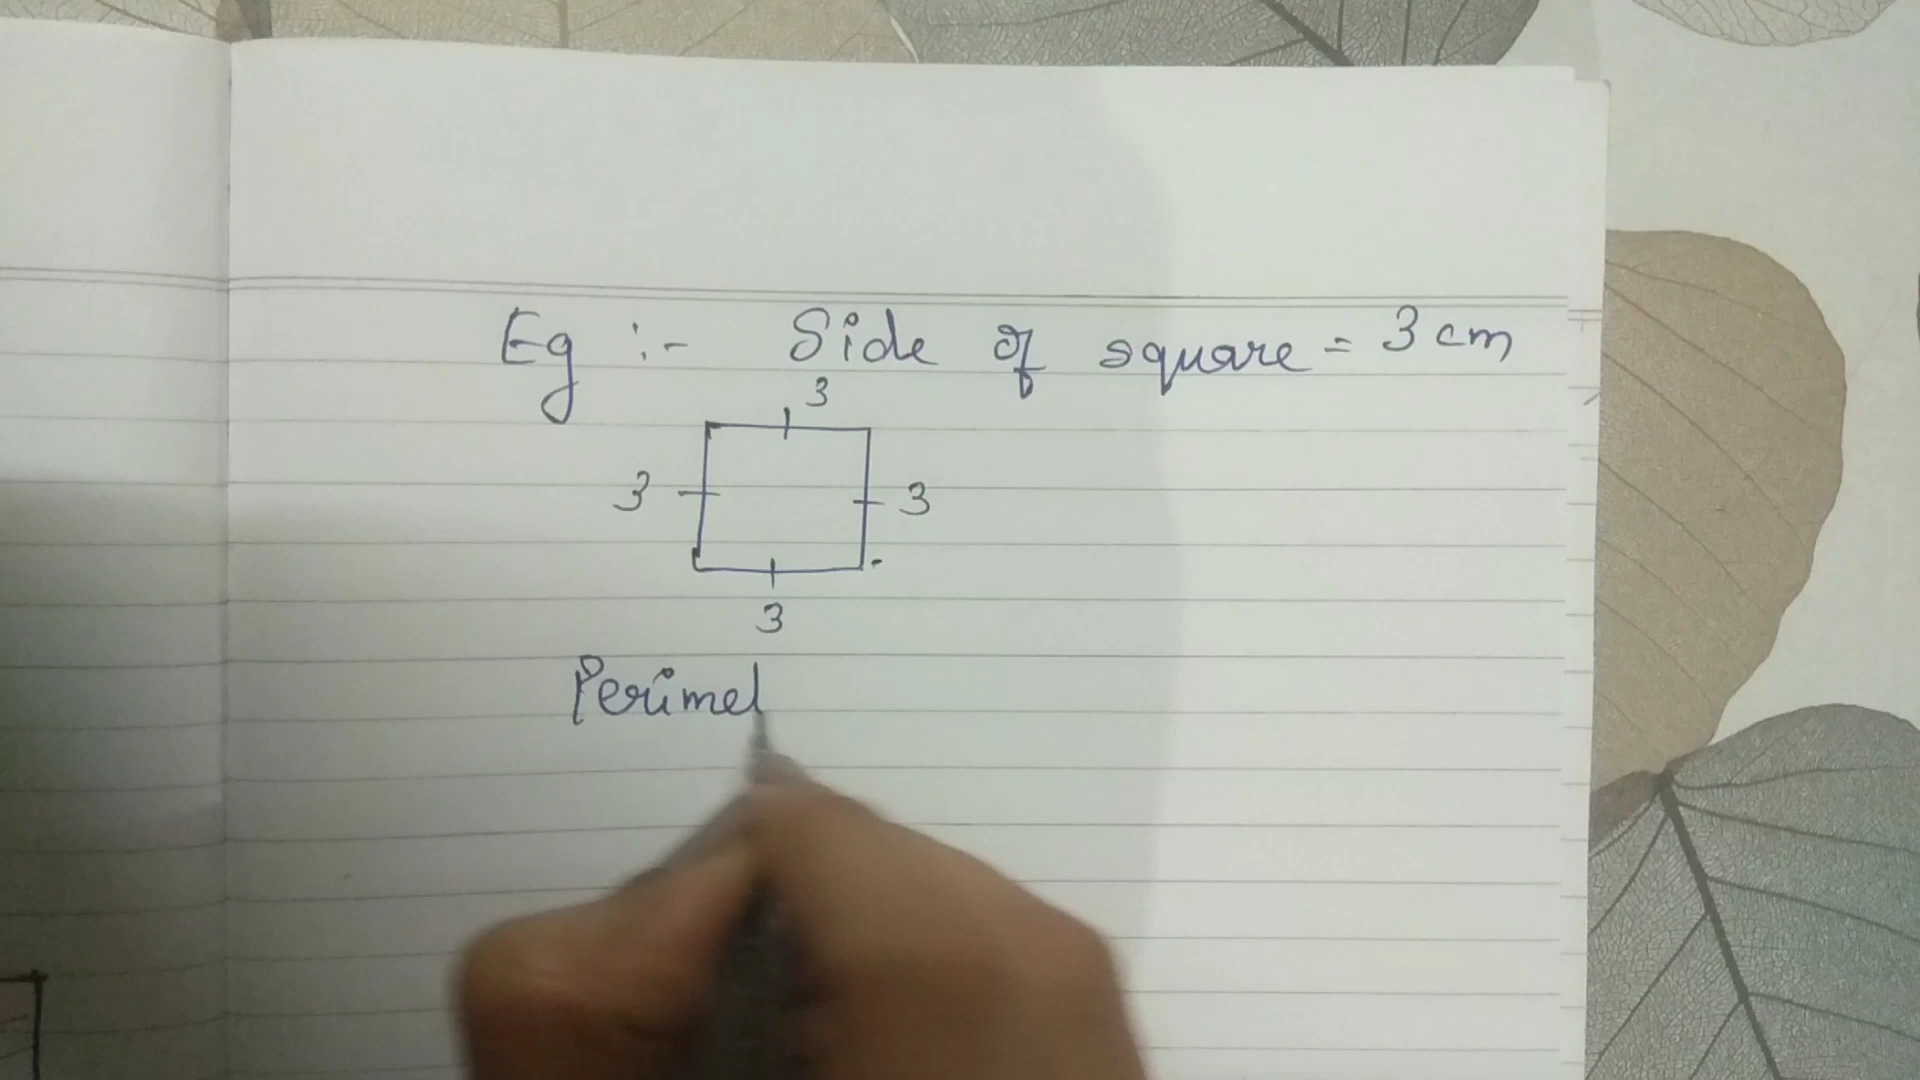 Eg :- Side of square = 3 cm
3
3 3
3
Perimet